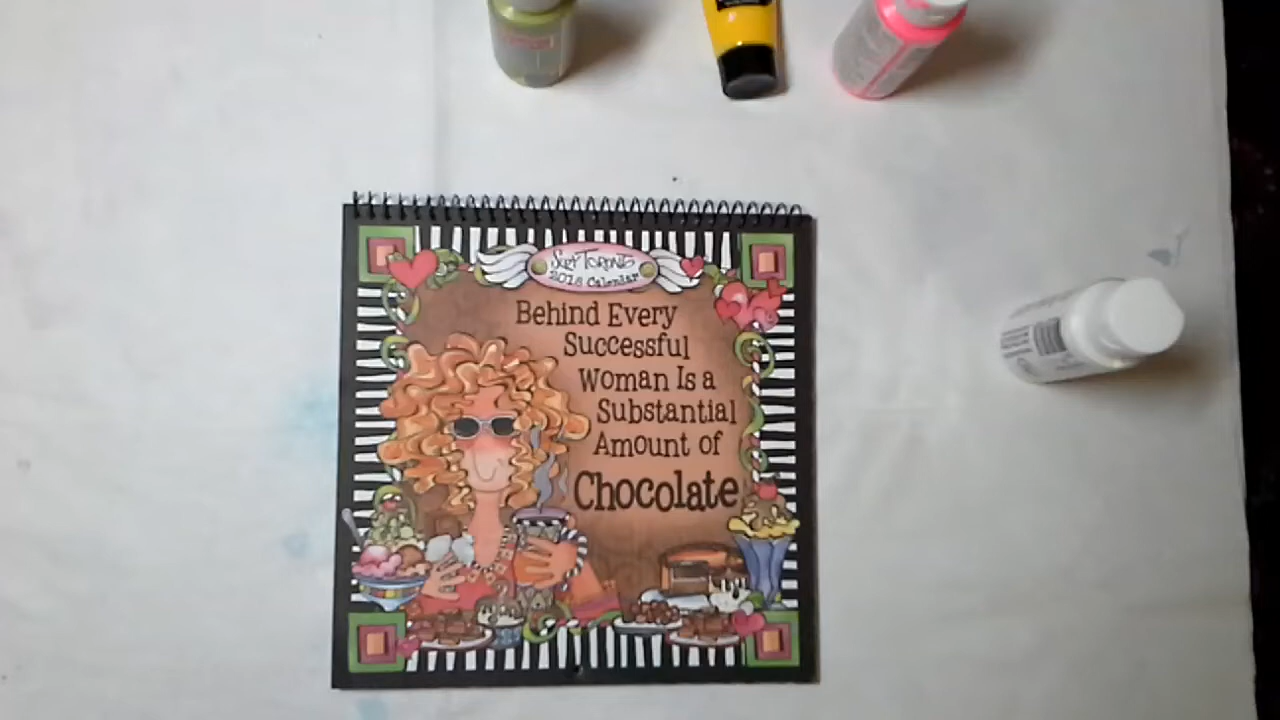 Suzy Toronto
2018 Calendar
Behind Every
Successful
Woman Is a
Substantial
Amount of
Chocolate